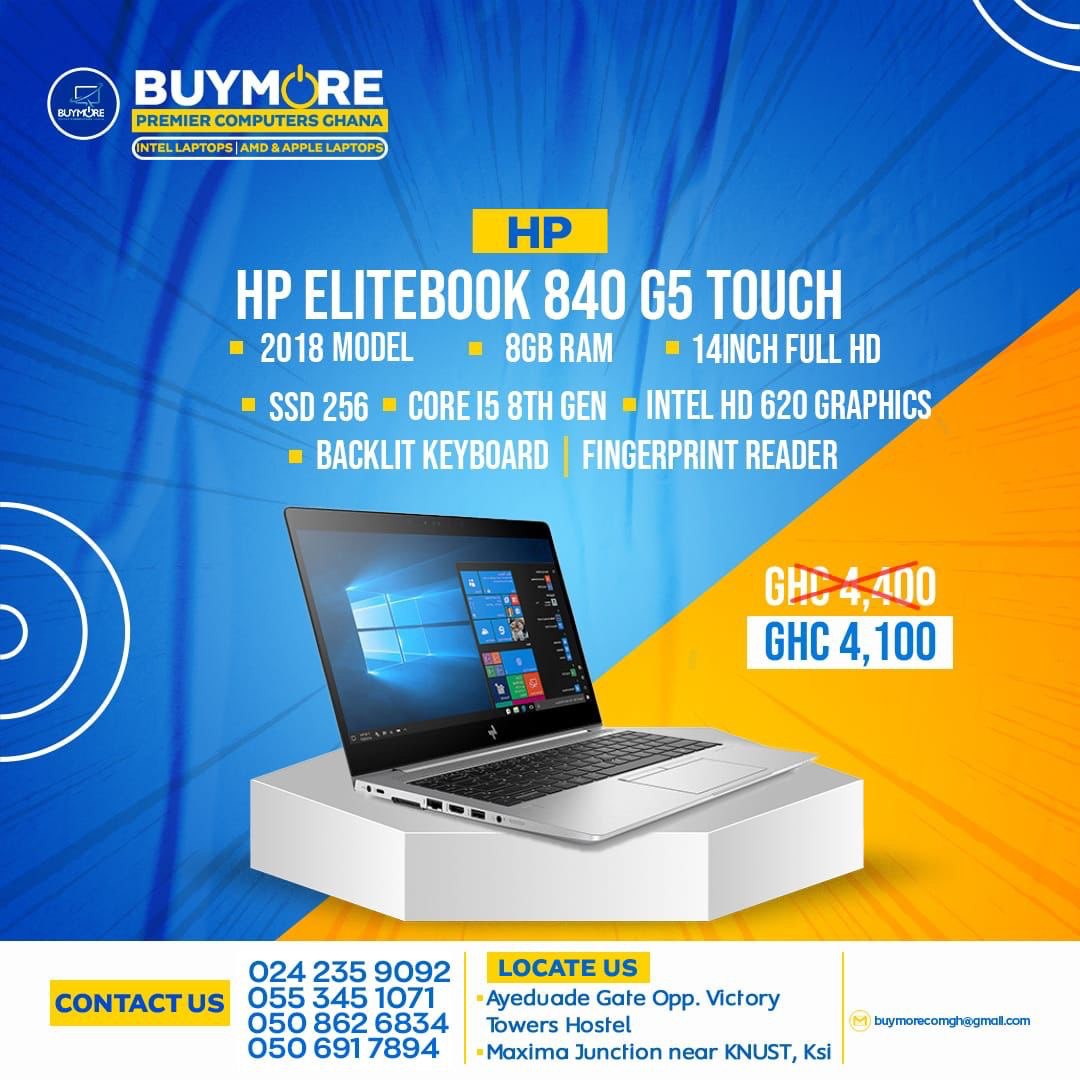 BUYMORE
BUYMORE
PREMIER COMPUTERS GHANA
INTEL LAPTOPS | AMD & APPLE LAPTOPS
HP
HP ELITEBOOK 840 G5 TOUCH
2018 MODEL 8GB RAM 14INCH FULL HD
SSD 256 CORE I5 8TH GEN INTEL HD 620 GRAPHICS
BACKLIT KEYBOARD | FINGERPRINT READER
GHC 4,400
GHC 4,100
CONTACT US
024 235 9092
055 345 1071
050 862 6834
050 691 7894
LOCATE US
Ayeduade Gate Opp. Victory
Towers Hostel
Maxima Junction near KNUST, Ksi
buymorecomgh@gmail.com